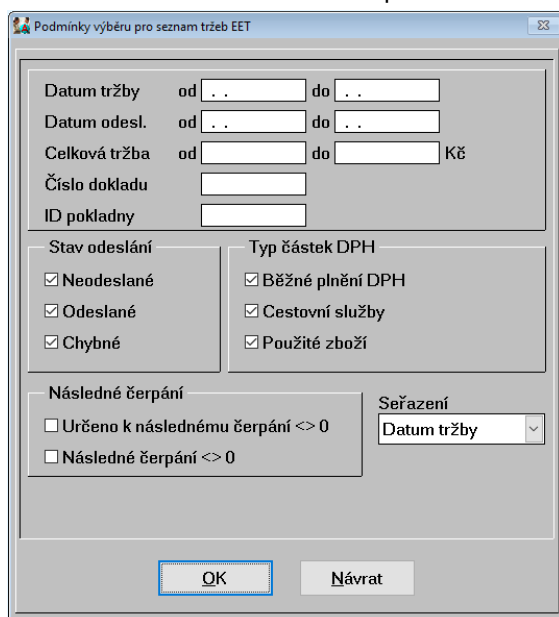 Podmínky výběru pro seznam tržeb EET
Datum tržby od . . do . .
Datum odesl. od . . do . .
Celková tržba od do Kč
Číslo dokladu
ID pokladny
Stav odeslání
Neodeslané
Odeslané
Chybné
Typ částek DPH
Běžné plnění DPH
Cestovní služby
Použité zboží
Následné čerpání
Určeno k následnému čerpání <> 0
Následné čerpání <> 0
Seřazení
Datum tržby
OK Návrat